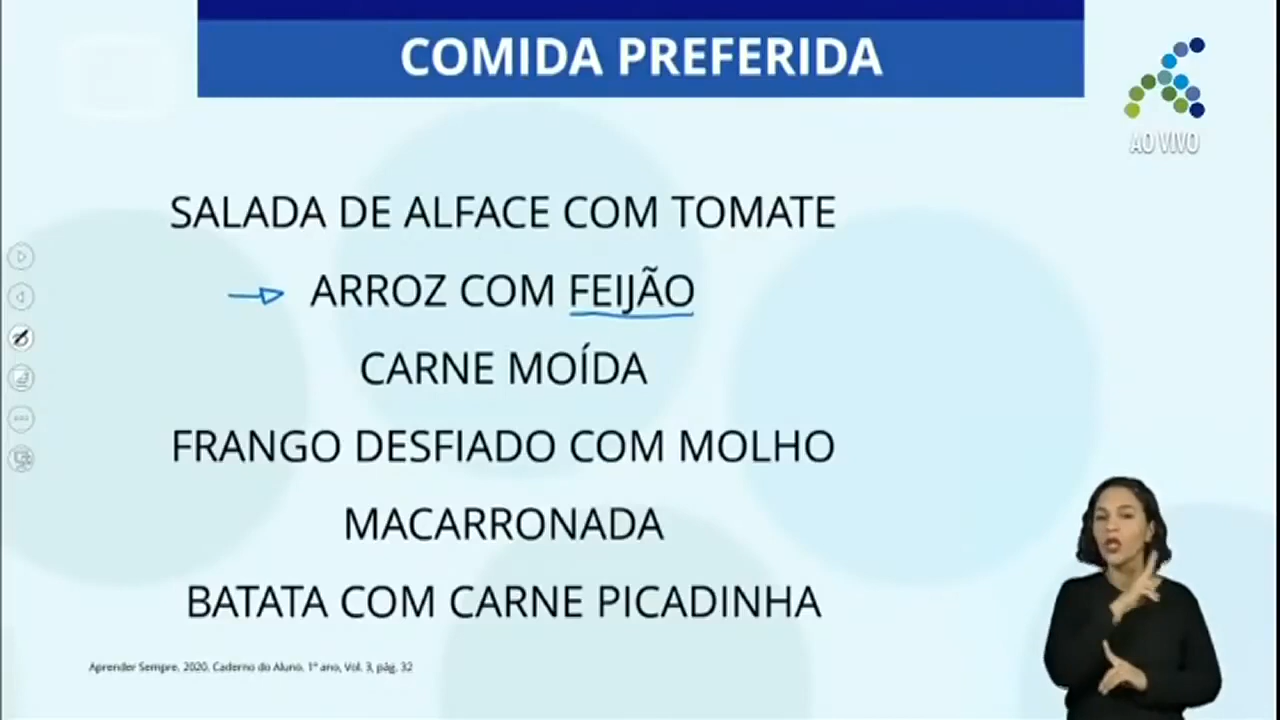 COMIDA PREFERIDA
AO VIVO
SALADA DE ALFACE COM TOMATE
ARROZ COM FEIJÃO
CARNE MOÍDA
FRANGO DESFIADO COM MOLHO
MACARRONADA
BATATA COM CARNE PICADINHA
Aprender Sempre, 2020. Caderno do Aluno, 1º ano, Vol. 3, pág. 32